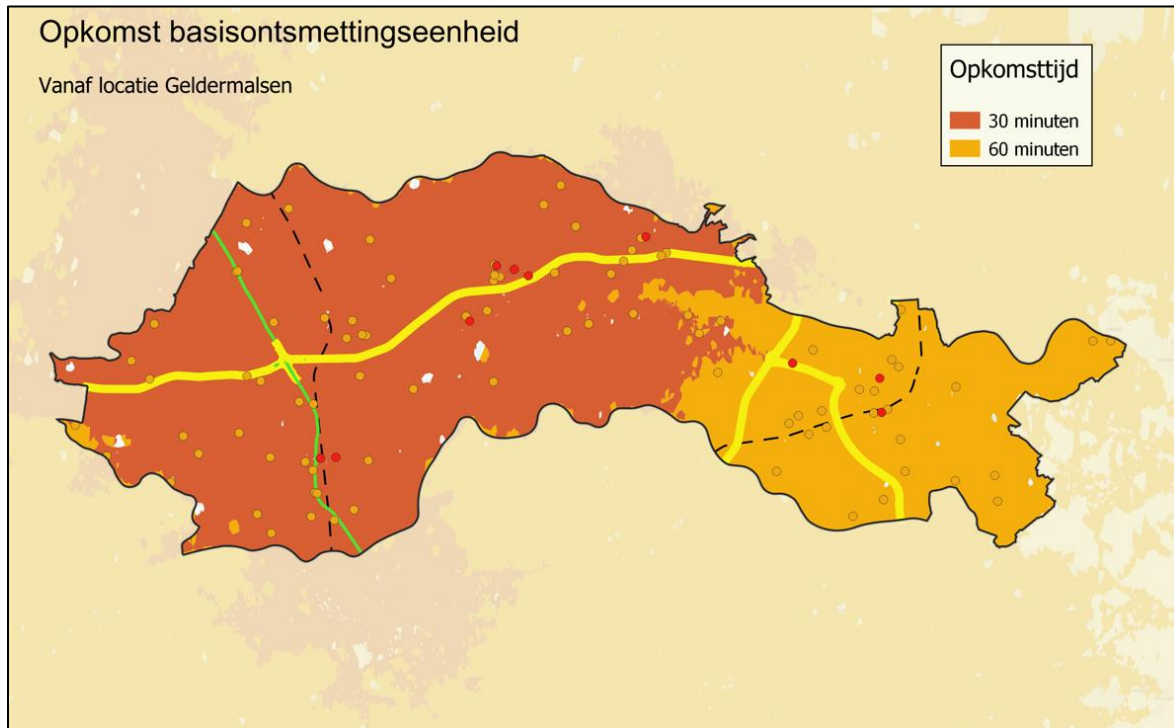 Opkomst basisontsmettingseenheid
Vanaf locatie Geldermalsen
Opkomsttijd
30 minuten
60 minuten